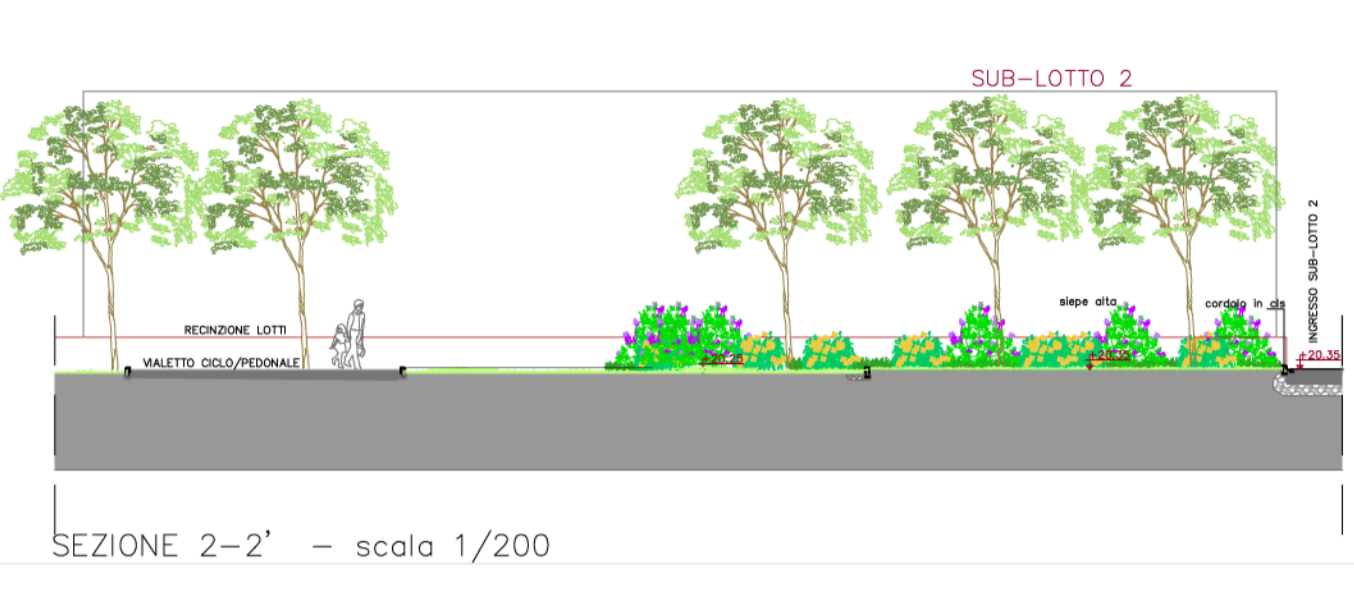 SUB-LOTTO 2
INGRESSO SUB-LOTTO 2
siepe alta
cordolo in cls
RECINZIONE LOTTI
VIALETTO CICLO/PEDONALE
+20.25
+20.35
+20.35
SEZIONE 2-2' - scala 1/200